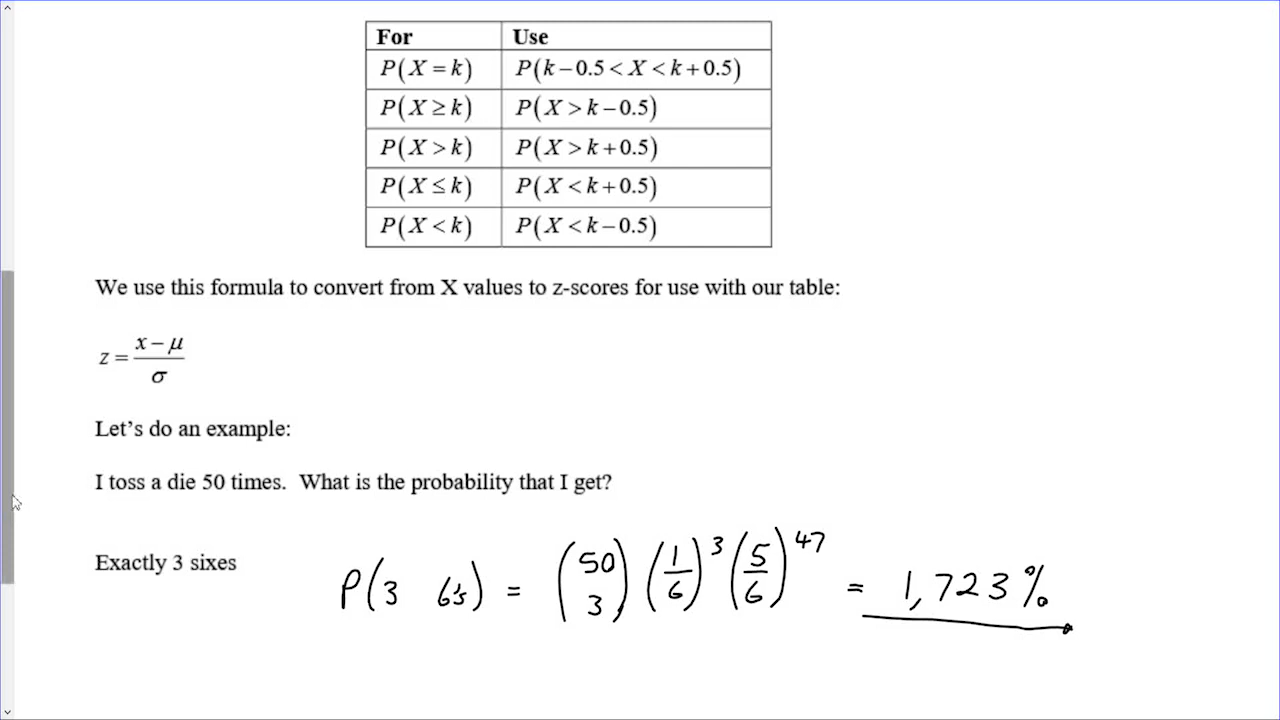 For Use
P(X = k) P(k − 0.5 < X < k + 0.5)
P(X ≥ k) P(X > k − 0.5)
P(X > k) P(X > k + 0.5)
P(X ≤ k) P(X < k + 0.5)
P(X < k) P(X < k − 0.5)
We use this formula to convert from X values to z-scores for use with our table:
z = (x − μ)/σ
Let's do an example:
I toss a die 50 times. What is the probability that I get?
Exactly 3 sixes P(3 6's) = (50 3) (1/6)^3 (5/6)^47 = 1,723%